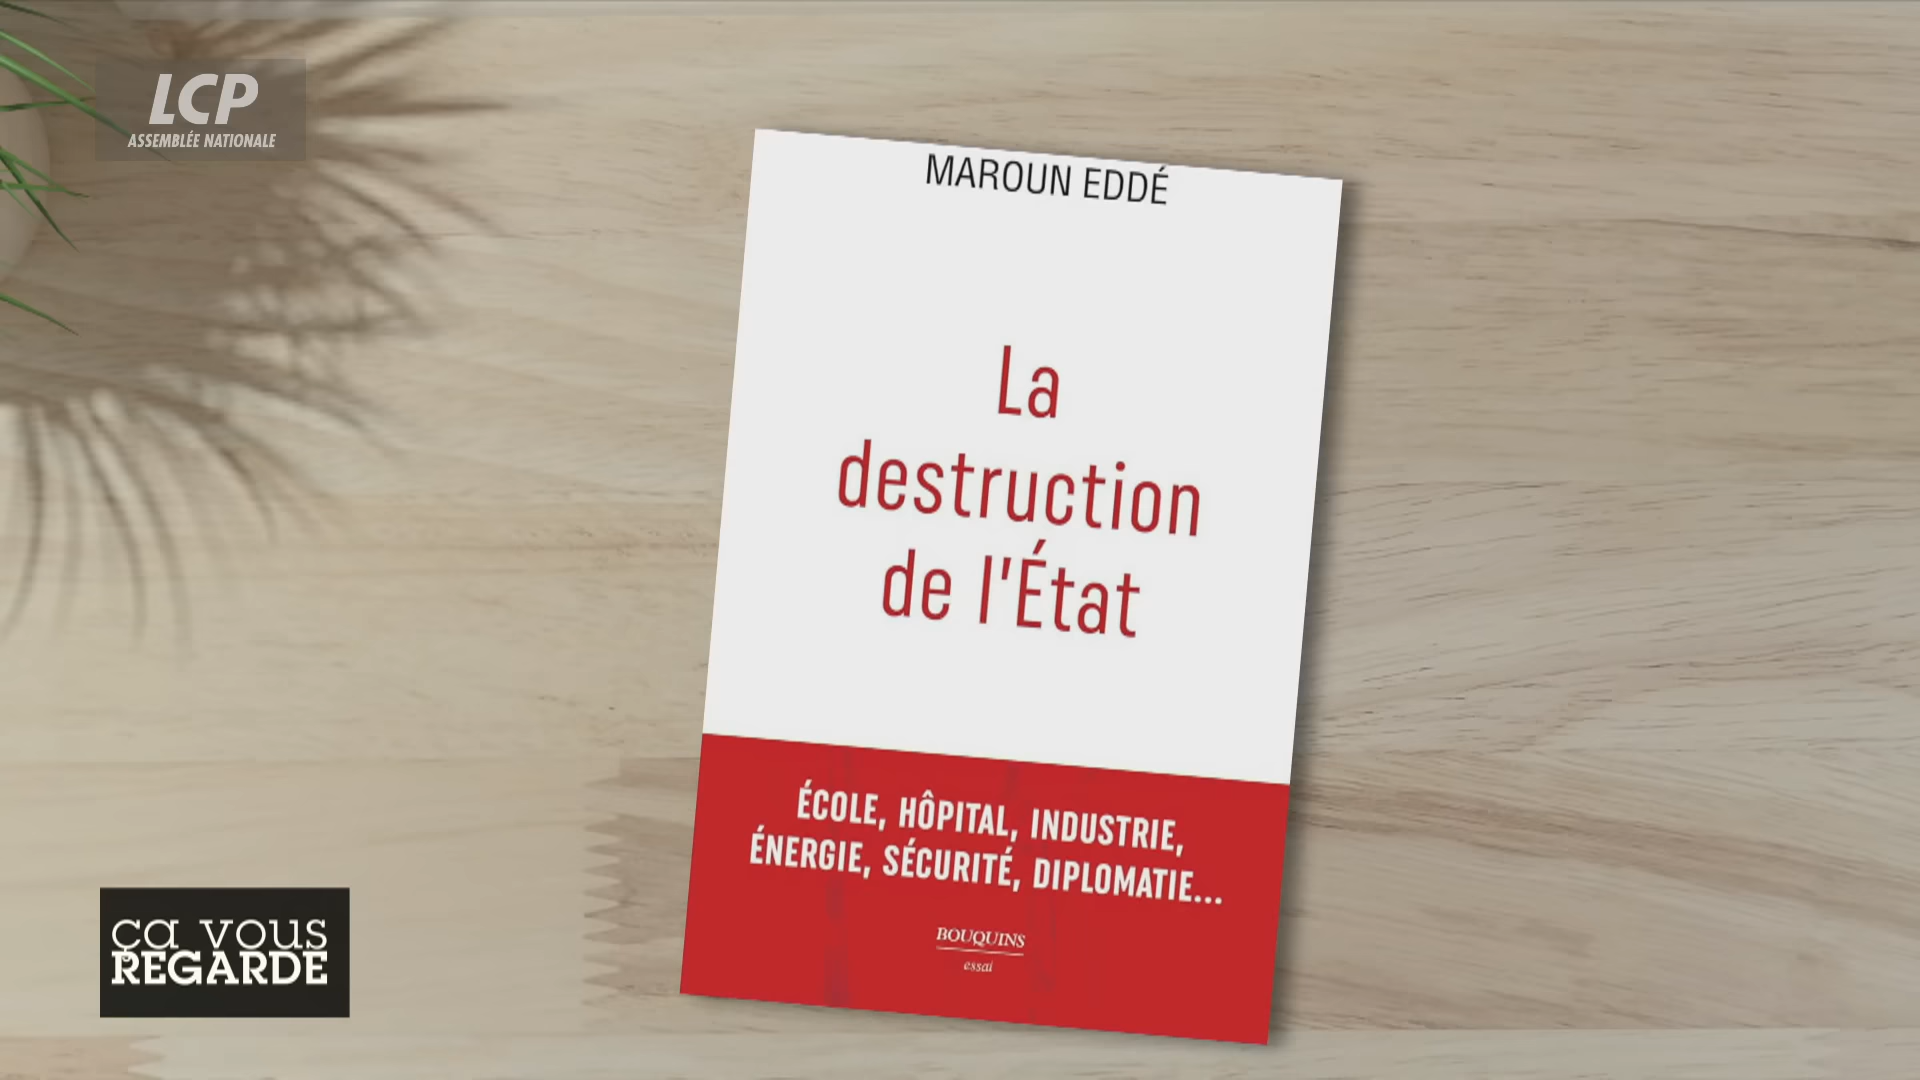 LCP
ASSEMBLÉE NATIONALE
MAROUN EDDÉ
La
destruction
de l'État
ÉCOLE, HÔPITAL, INDUSTRIE,
ÉNERGIE, SÉCURITÉ, DIPLOMATIE...
BOUQUINS
essai
ça vous
REGARDE